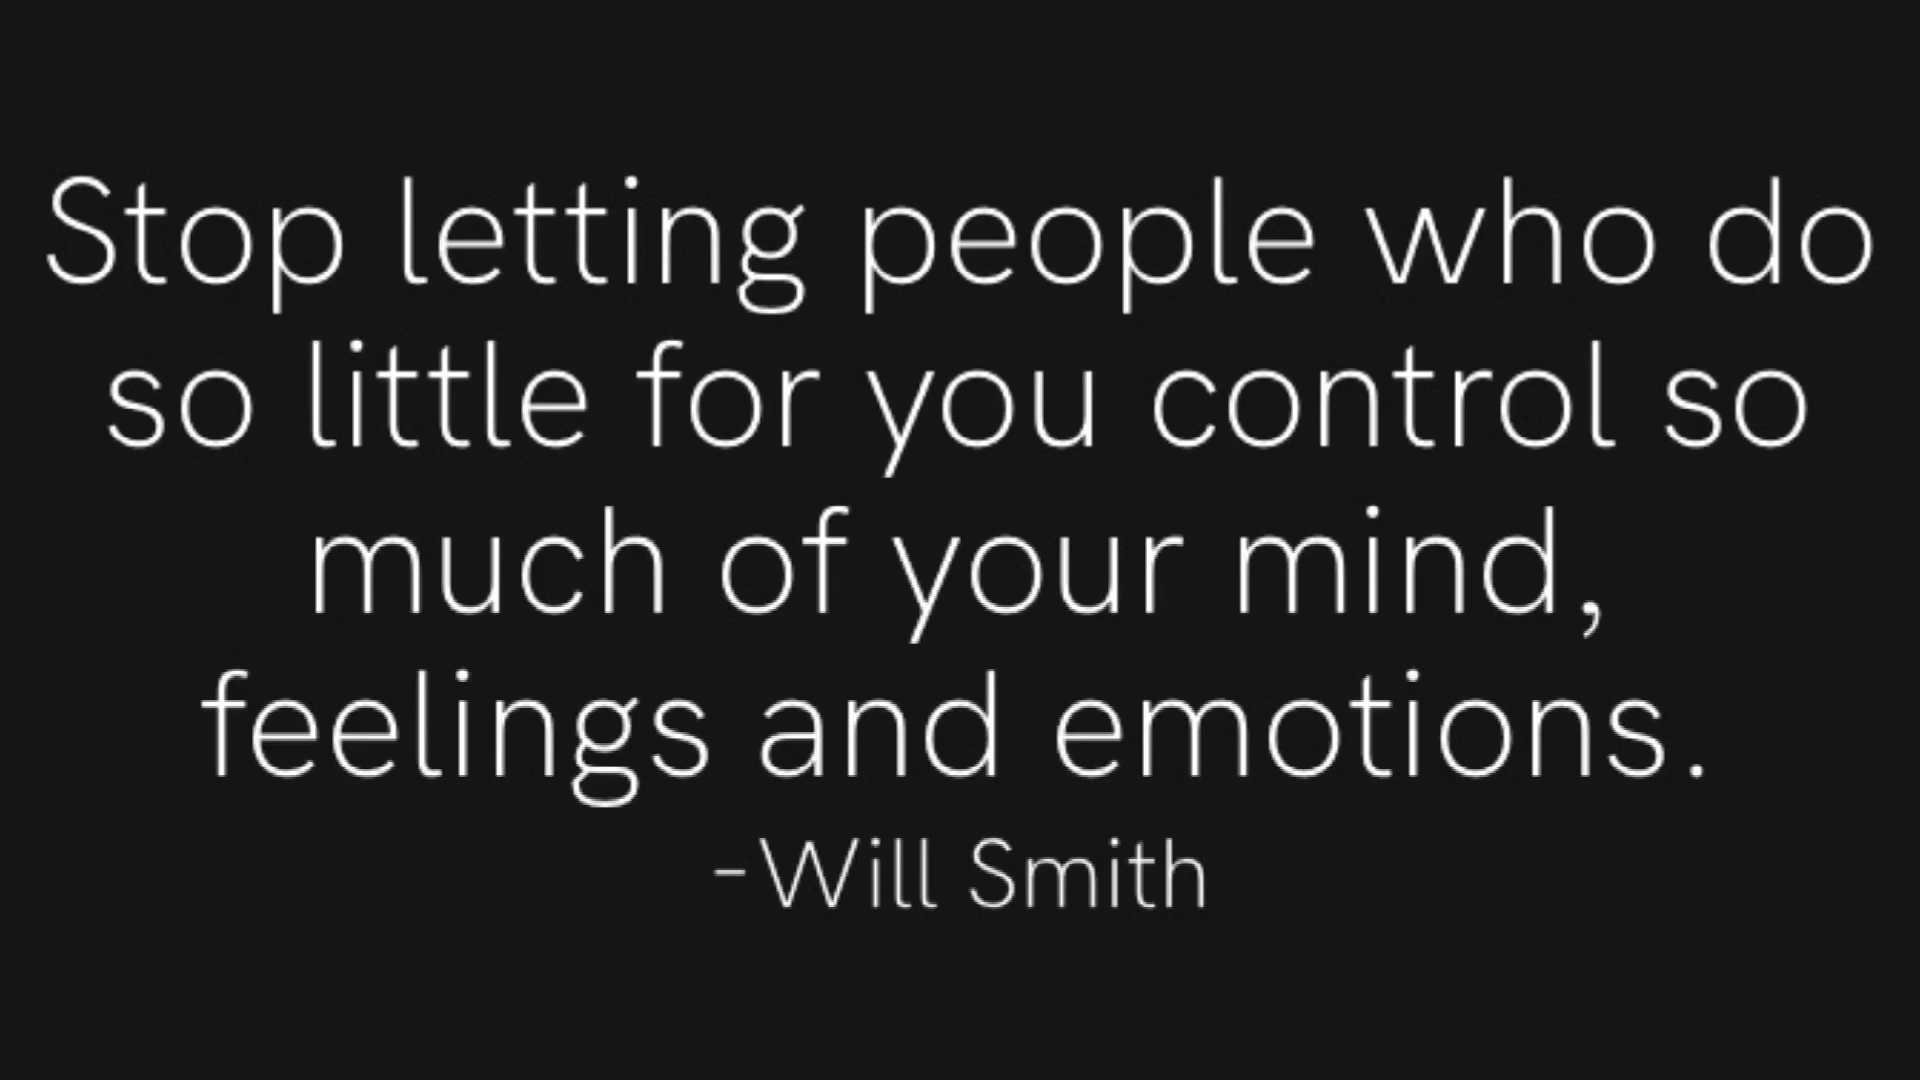 Stop letting people who do
so little for you control so
much of your mind,
feelings and emotions.
-Will Smith